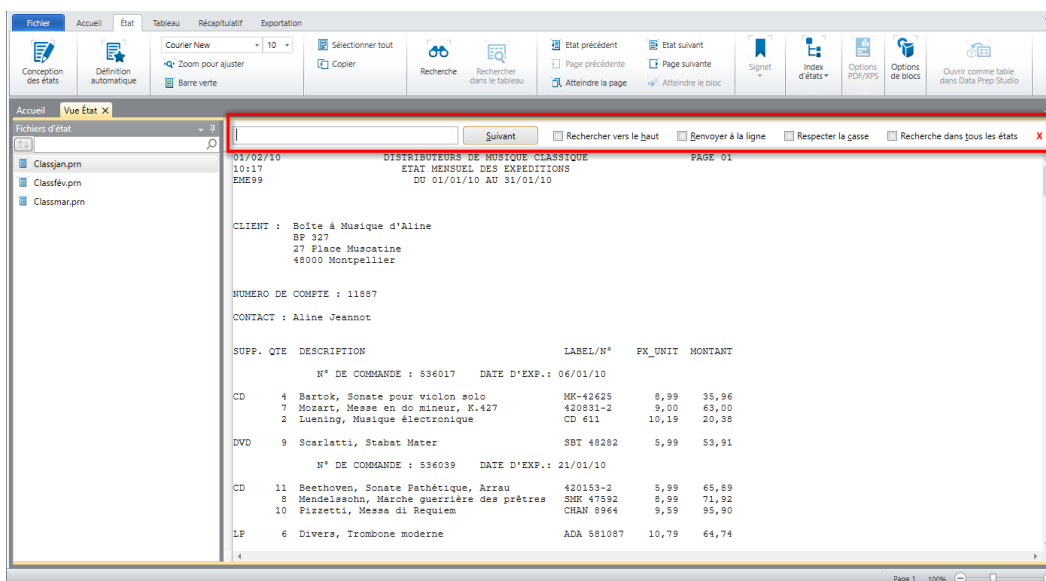 Fichier Accueil État Tableau Récapitulatif Exportation
Conception des états
Définition automatique
Courier New 10
Zoom pour ajuster
Barre verte
Sélectionner tout
Copier
Recherche
Rechercher dans le tableau
Etat précédent Etat suivant
Page précédente Page suivante
Atteindre la page Atteindre le bloc
Signet
Index d'états
Options PDF/XPS
Options de blocs
Ouvrir comme table dans Data Prep Studio
Accueil Vue État X
Fichiers d'état
Classjan.prn
Classfév.prn
Classmar.prn
Suivant Rechercher vers le haut Renvoyer à la ligne Respecter la casse Recherche dans tous les états X
01/02/10 DISTRIBUTEURS DE MUSIQUE CLASSIQUE PAGE 01
10:17 ETAT MENSUEL DES EXPEDITIONS
EME99 DU 01/01/10 AU 31/01/10
CLIENT : Boîte à Musique d'Aline
BP 327
27 Place Muscatine
48000 Montpellier
NUMERO DE COMPTE : 11887
CONTACT : Aline Jeannot
SUPP. QTE DESCRIPTION LABEL/N° PX_UNIT MONTANT
N° DE COMMANDE : 536017 DATE D'EXP.: 06/01/10
CD 4 Bartok, Sonate pour violon solo MK-42625 8,99 35,96
7 Mozart, Messe en do mineur, K.427 420831-2 9,00 63,00
2 Luening, Musique électronique CD 611 10,19 20,38
DVD 9 Scarlatti, Stabat Mater SBT 48282 5,99 53,91
N° DE COMMANDE : 536039 DATE D'EXP.: 21/01/10
CD 11 Beethoven, Sonate Pathétique, Arrau 420153-2 5,99 65,89
8 Mendelssohn, Marche guerrière des prêtres SMK 47592 8,99 71,92
10 Pizzetti, Messa di Requiem CHAN 8964 9,59 95,90
LP 6 Divers, Trombone moderne ADA 581087 10,79 64,74
Page 1 100%